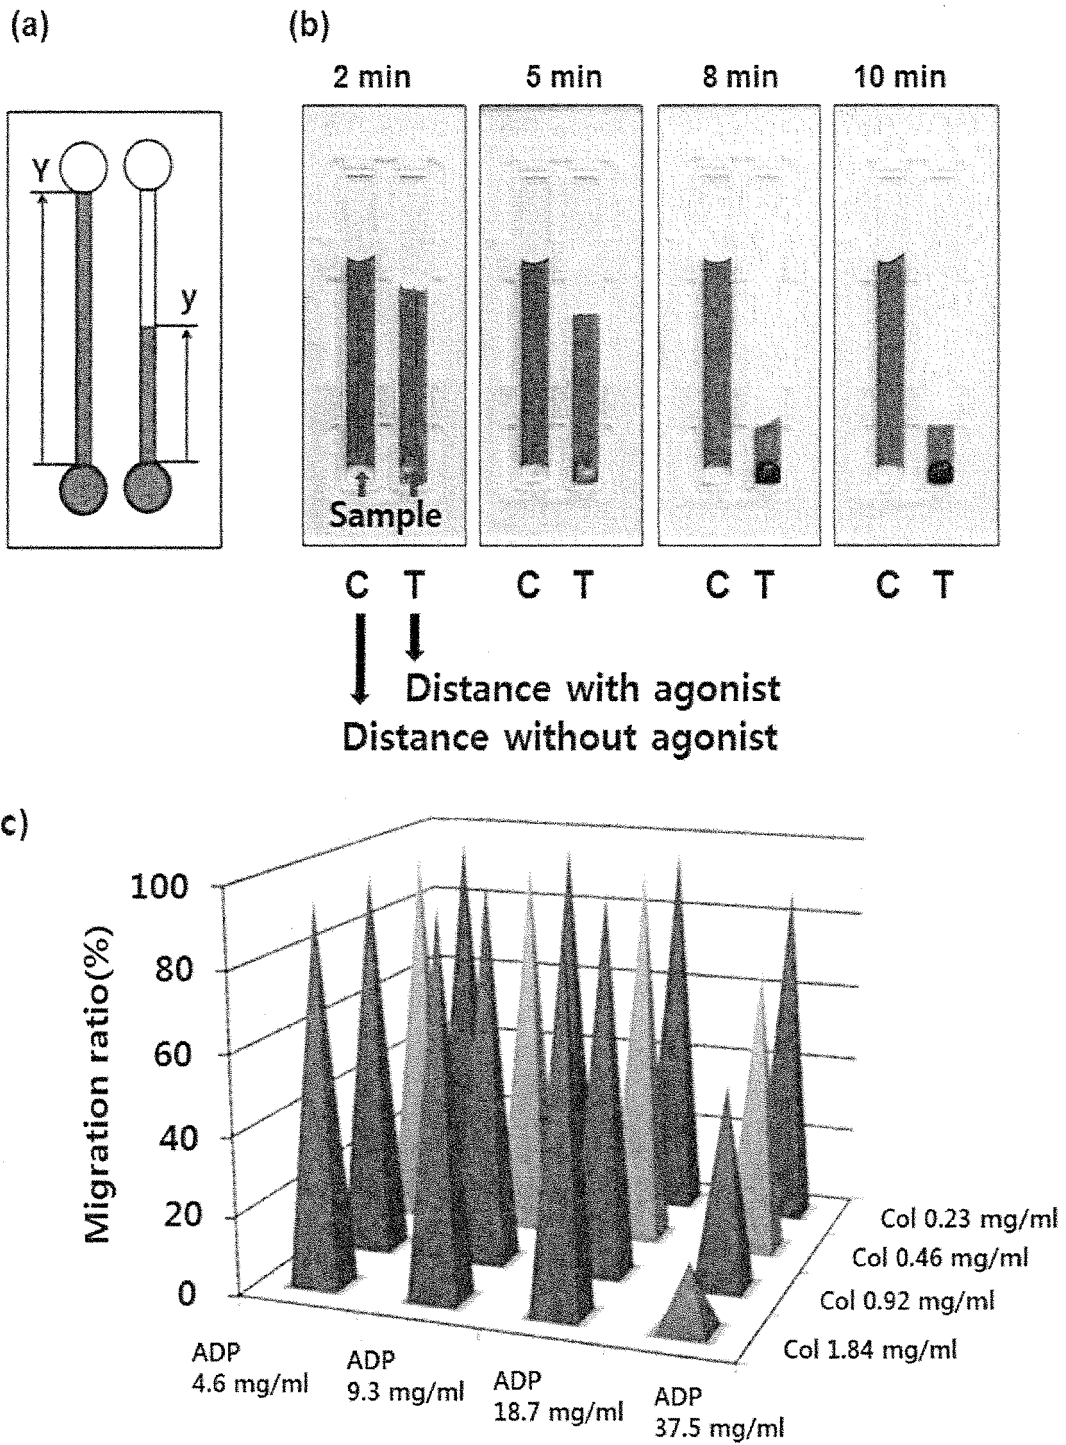 (a)
(b)
2 min 5 min 8 min 10 min
Y
y
Sample
C T C T C T C T
Distance with agonist
Distance without agonist
c)
Migration ratio(%)
100
80
60
40
20
0
Col 0.23 mg/ml
Col 0.46 mg/ml
Col 0.92 mg/ml
Col 1.84 mg/ml
ADP
4.6 mg/ml
ADP
9.3 mg/ml
ADP
18.7 mg/ml
ADP
37.5 mg/ml